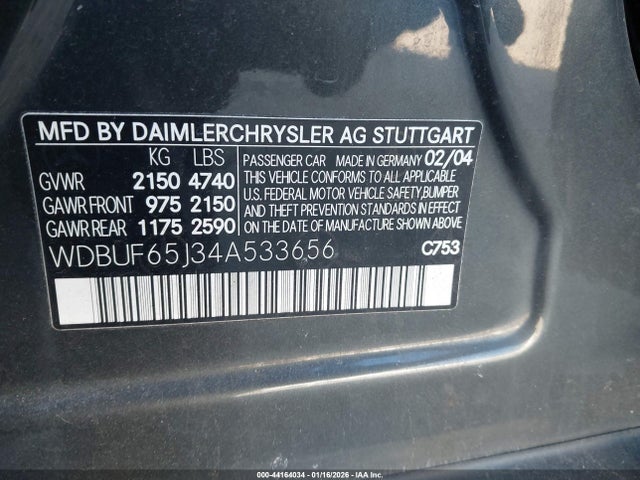 MFD BY DAIMLERCHRYSLER AG STUTTGART
KG LBS
GVWR 2150 4740
GAWR FRONT 975 2150
GAWR REAR 1175 2590
PASSENGER CAR MADE IN GERMANY 02/04
THIS VEHICLE CONFORMS TO ALL APPLICABLE
U.S. FEDERAL MOTOR VEHICLE SAFETY, BUMPER
AND THEFT PREVENTION STANDARDS IN EFFECT
ON THE DATE OF MANUFACTURE SHOWN ABOVE.
WDBUF65J34A533656 C753
000-44164034 | 01/16/2026 - IAA Inc. |